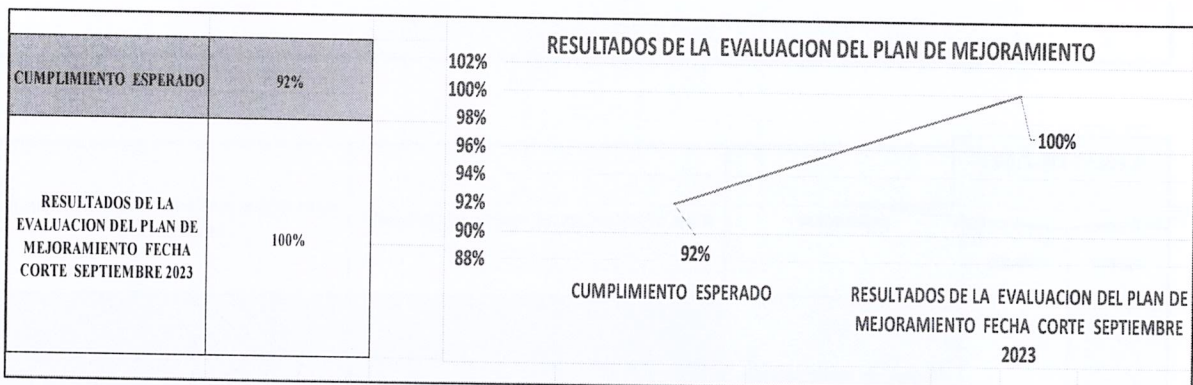 CUMPLIMIENTO ESPERADO 92%
RESULTADOS DE LA
EVALUACION DEL PLAN DE
MEJORAMIENTO FECHA
CORTE SEPTIEMBRE 2023
100%
RESULTADOS DE LA EVALUACION DEL PLAN DE MEJORAMIENTO
102%
100%
98%
96%
94%
92%
90%
88%
92%
100%
CUMPLIMIENTO ESPERADO
RESULTADOS DE LA EVALUACION DEL PLAN DE
MEJORAMIENTO FECHA CORTE SEPTIEMBRE
2023